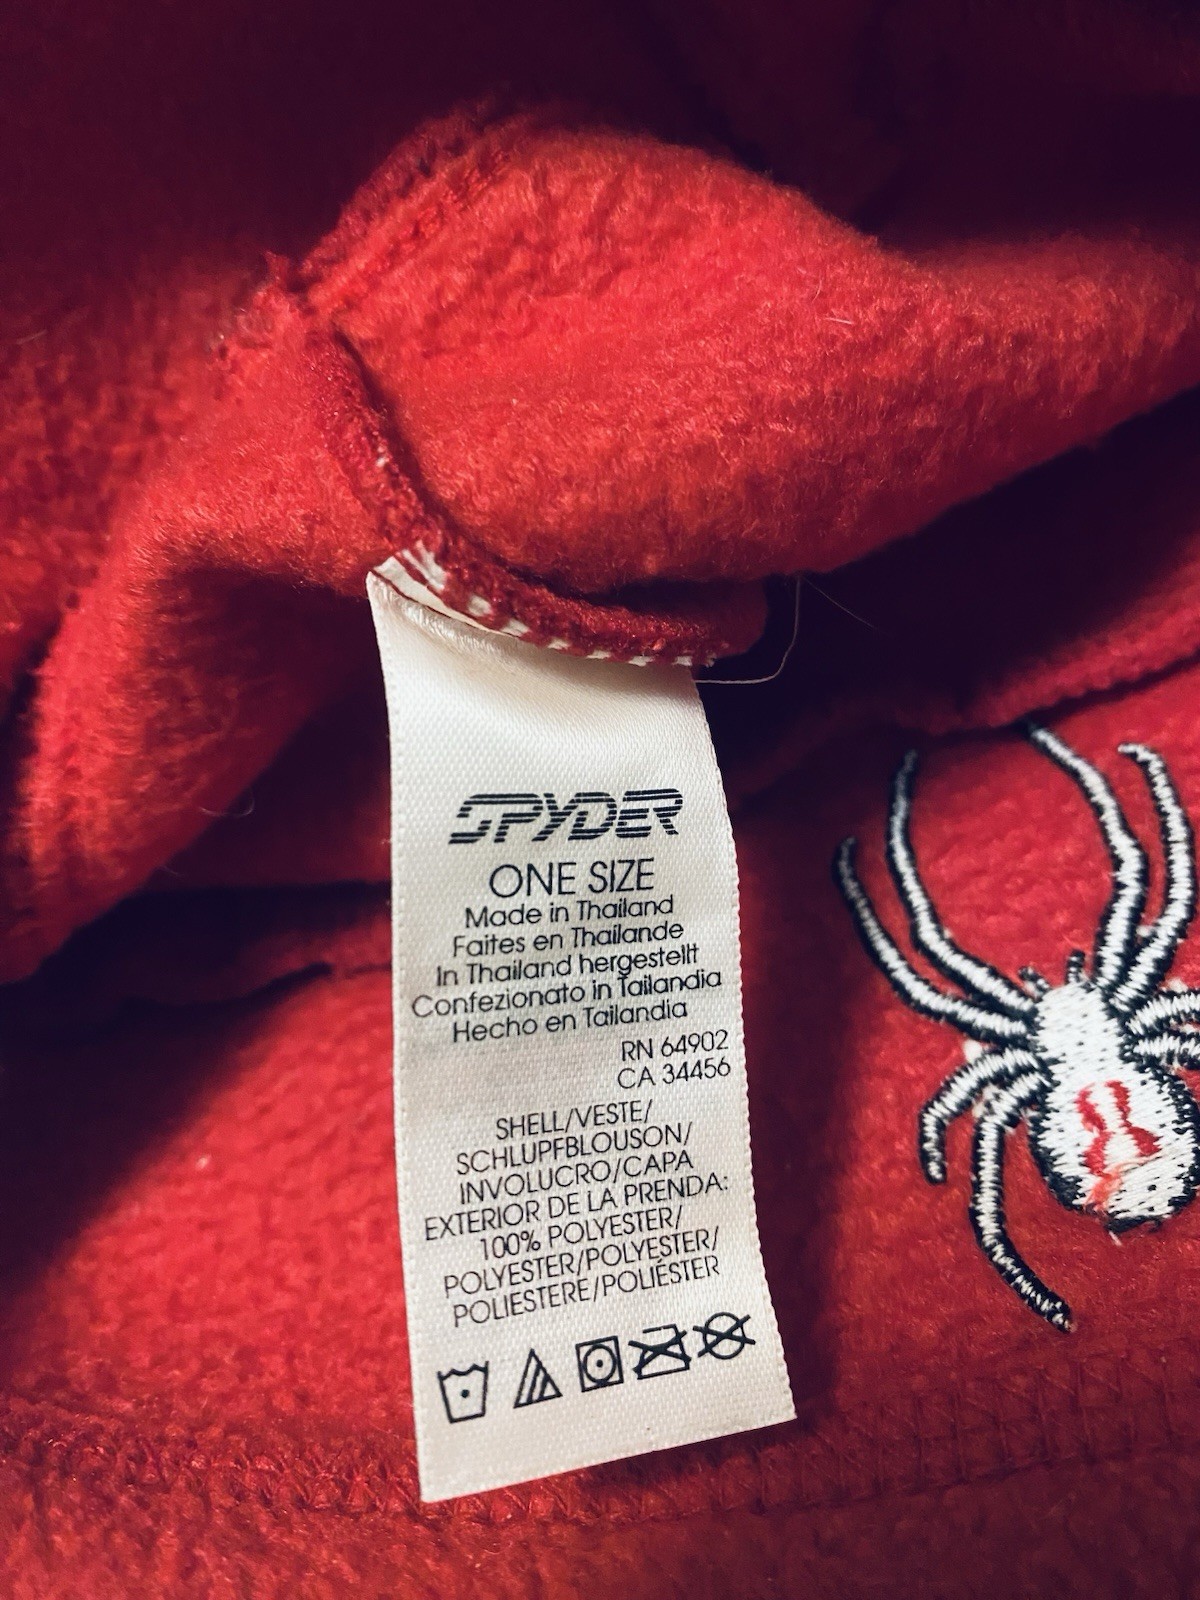 SPYDER
ONE SIZE
Made in Thailand
Faites en Thailande
In Thailand hergestellt
Confezionato in Tailandia
Hecho en Tailandia
RN 64902
CA 34456
SHELL/VESTE/
SCHLUPFBLOUSON/
INVOLUCRO/CAPA
EXTERIOR DE LA PRENDA:
100% POLYESTER/
POLYESTER/POLYESTER/
POLIESTERE/POLIÉSTER